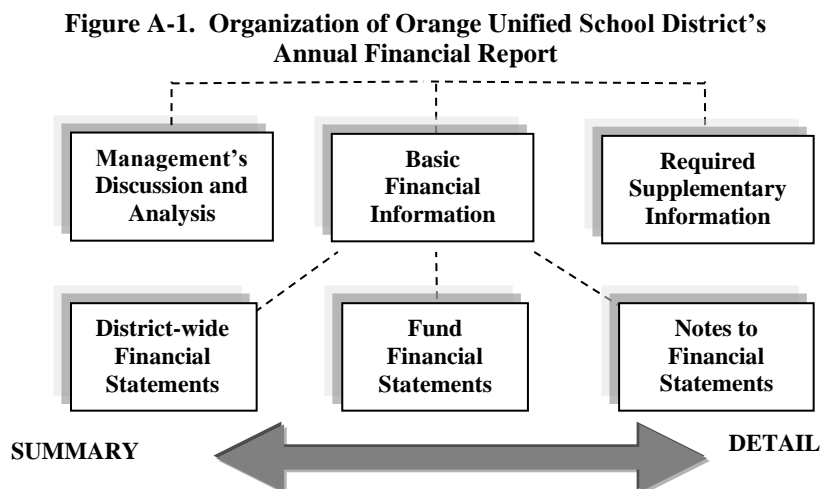 Figure A-1.  Organization of Orange Unified School District’s
Annual Financial Report
Management’s
Discussion and
Analysis
Basic
Financial
Information
Required
Supplementary
Information
District-wide
Financial
Statements
Fund
Financial
Statements
Notes to
Financial
Statements
SUMMARY
DETAIL